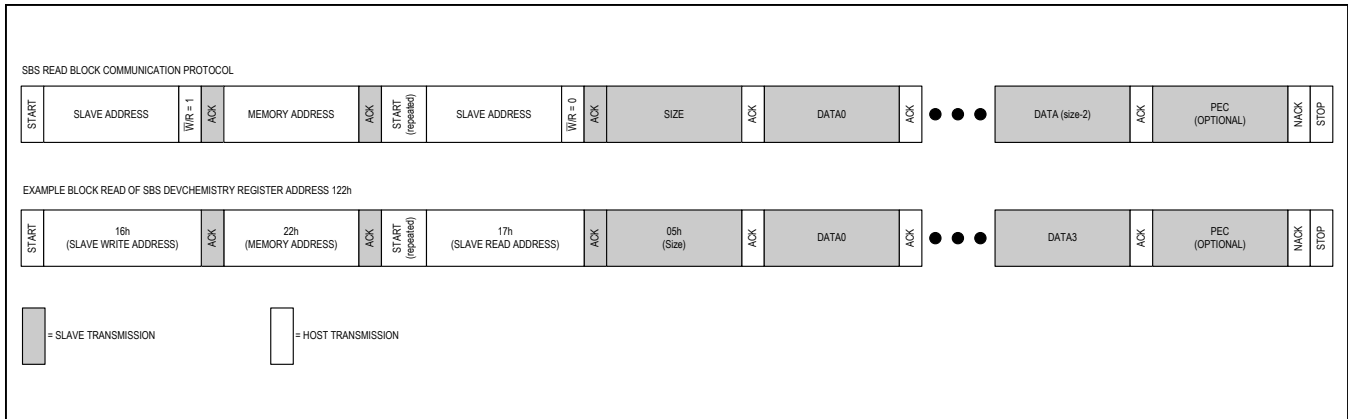 SBS READ BLOCK COMMUNICATION PROTOCOL
START
SLAVE ADDRESS
W̅/R = 1
ACK
MEMORY ADDRESS
ACK
START
(repeated)
SLAVE ADDRESS
W̅/R = 0
ACK
SIZE
ACK
DATA0
ACK
DATA (size-2)
ACK
PEC
(OPTIONAL)
NACK
STOP
EXAMPLE BLOCK READ OF SBS DEVCHEMISTRY REGISTER ADDRESS 122h
START
16h
(SLAVE WRITE ADDRESS)
ACK
22h
(MEMORY ADDRESS)
ACK
START
(repeated)
17h
(SLAVE READ ADDRESS)
ACK
05h
(Size)
ACK
DATA0
ACK
DATA3
ACK
PEC
(OPTIONAL)
NACK
STOP
= SLAVE TRANSMISSION
= HOST TRANSMISSION